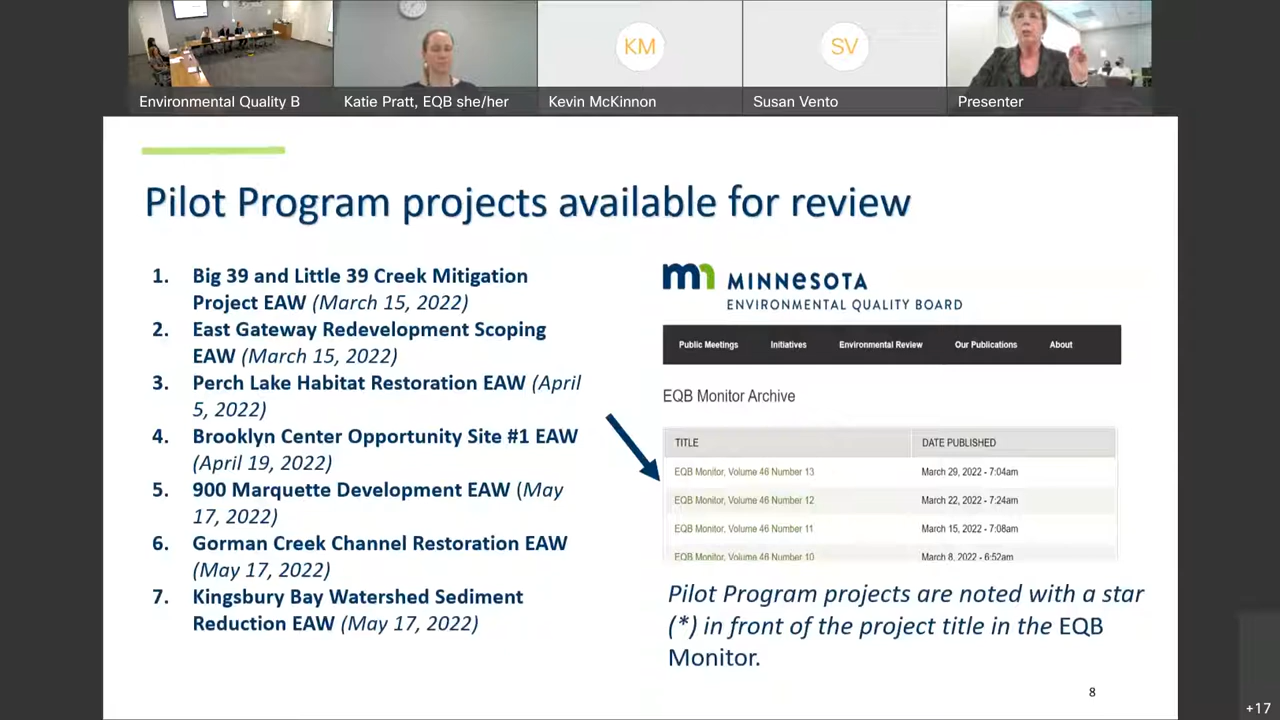 Environmental Quality B
Katie Pratt, EQB she/her
KM
Kevin McKinnon
SV
Susan Vento
Presenter
Pilot Program projects available for review
1. Big 39 and Little 39 Creek Mitigation
Project EAW (March 15, 2022)
2. East Gateway Redevelopment Scoping
EAW (March 15, 2022)
3. Perch Lake Habitat Restoration EAW (April
5, 2022)
4. Brooklyn Center Opportunity Site #1 EAW
(April 19, 2022)
5. 900 Marquette Development EAW (May
17, 2022)
6. Gorman Creek Channel Restoration EAW
(May 17, 2022)
7. Kingsbury Bay Watershed Sediment
Reduction EAW (May 17, 2022)
mn MINNESOTA
ENVIRONMENTAL QUALITY BOARD
Public Meetings Initiatives Environmental Review Our Publications About
EQB Monitor Archive
TITLE DATE PUBLISHED
EQB Monitor, Volume 46 Number 13 March 29, 2022 - 7:04am
EQB Monitor, Volume 46 Number 12 March 22, 2022 - 7:24am
EQB Monitor, Volume 46 Number 11 March 15, 2022 - 7:08am
EQB Monitor, Volume 46 Number 10 March 8, 2022 - 6:52am
Pilot Program projects are noted with a star
(*) in front of the project title in the EQB
Monitor.
8
+17